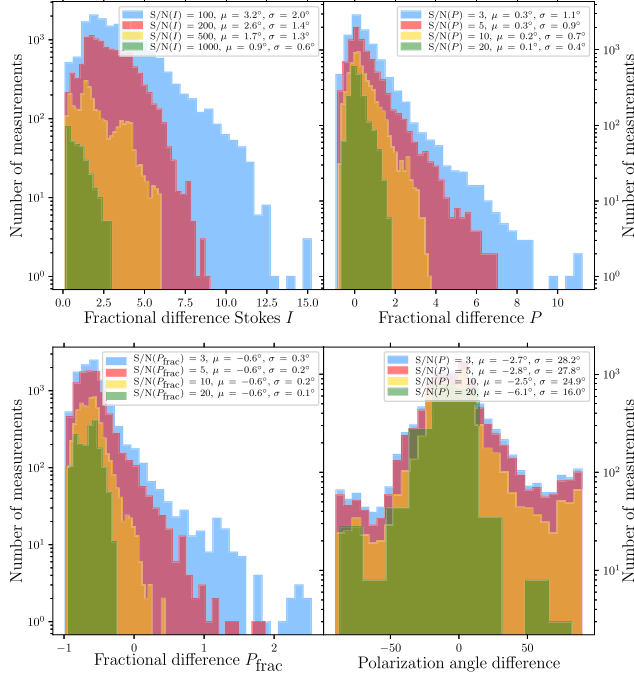 S/N(I) = 100, μ = 3.2°, σ = 2.0°
S/N(I) = 200, μ = 2.6°, σ = 1.4°
S/N(I) = 500, μ = 1.7°, σ = 1.3°
S/N(I) = 1000, μ = 0.9°, σ = 0.6°
10³
10²
10¹
10⁰
Number of measurements
0.0 2.5 5.0 7.5 10.0 12.5 15.0
Fractional difference Stokes I
S/N(P) = 3, μ = 0.3°, σ = 1.1°
S/N(P) = 5, μ = 0.3°, σ = 0.9°
S/N(P) = 10, μ = 0.2°, σ = 0.7°
S/N(P) = 20, μ = 0.1°, σ = 0.4°
10³
10²
10¹
10⁰
Number of measurements
0 2 4 6 8 10
Fractional difference P
S/N(P_frac) = 3, μ = −0.6°, σ = 0.3°
S/N(P_frac) = 5, μ = −0.6°, σ = 0.2°
S/N(P_frac) = 10, μ = −0.6°, σ = 0.2°
S/N(P_frac) = 20, μ = −0.6°, σ = 0.1°
10³
10²
10¹
10⁰
Number of measurements
−1 0 1 2
Fractional difference P_frac
S/N(P) = 3, μ = −2.7°, σ = 28.2°
S/N(P) = 5, μ = −2.8°, σ = 27.8°
S/N(P) = 10, μ = −2.5°, σ = 24.9°
S/N(P) = 20, μ = −6.1°, σ = 16.0°
10³
10²
10¹
Number of measurements
−50 0 50
Polarization angle difference